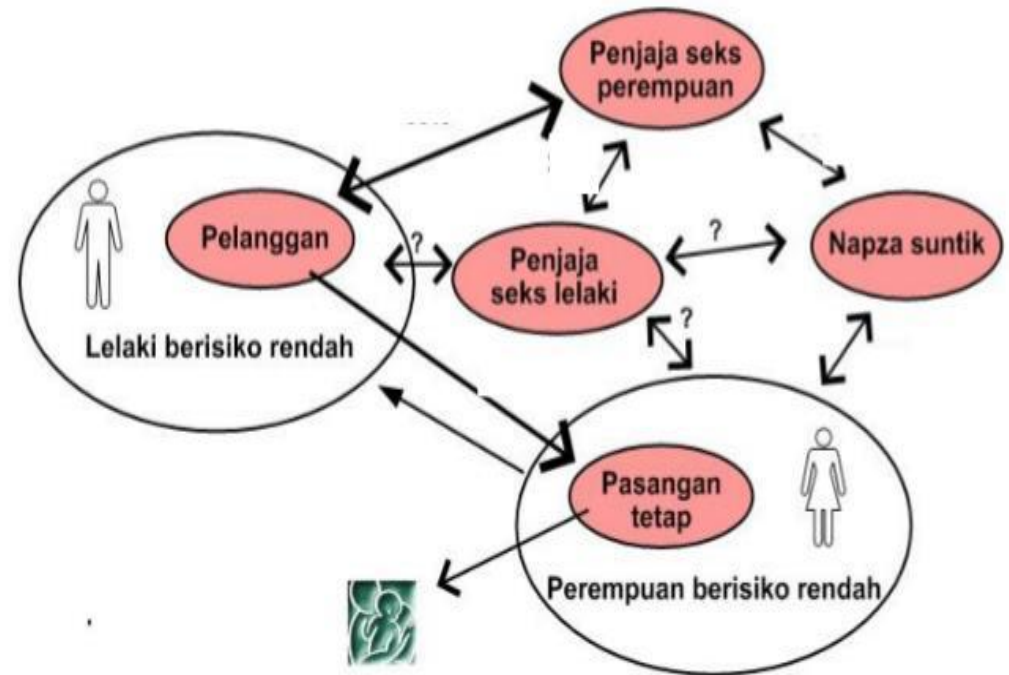 Penjaja seks
perempuan
Pelanggan
?
Penjaja
seks lelaki
?
Napza suntik
Lelaki berisiko rendah
?
Pasangan
tetap
Perempuan berisiko rendah